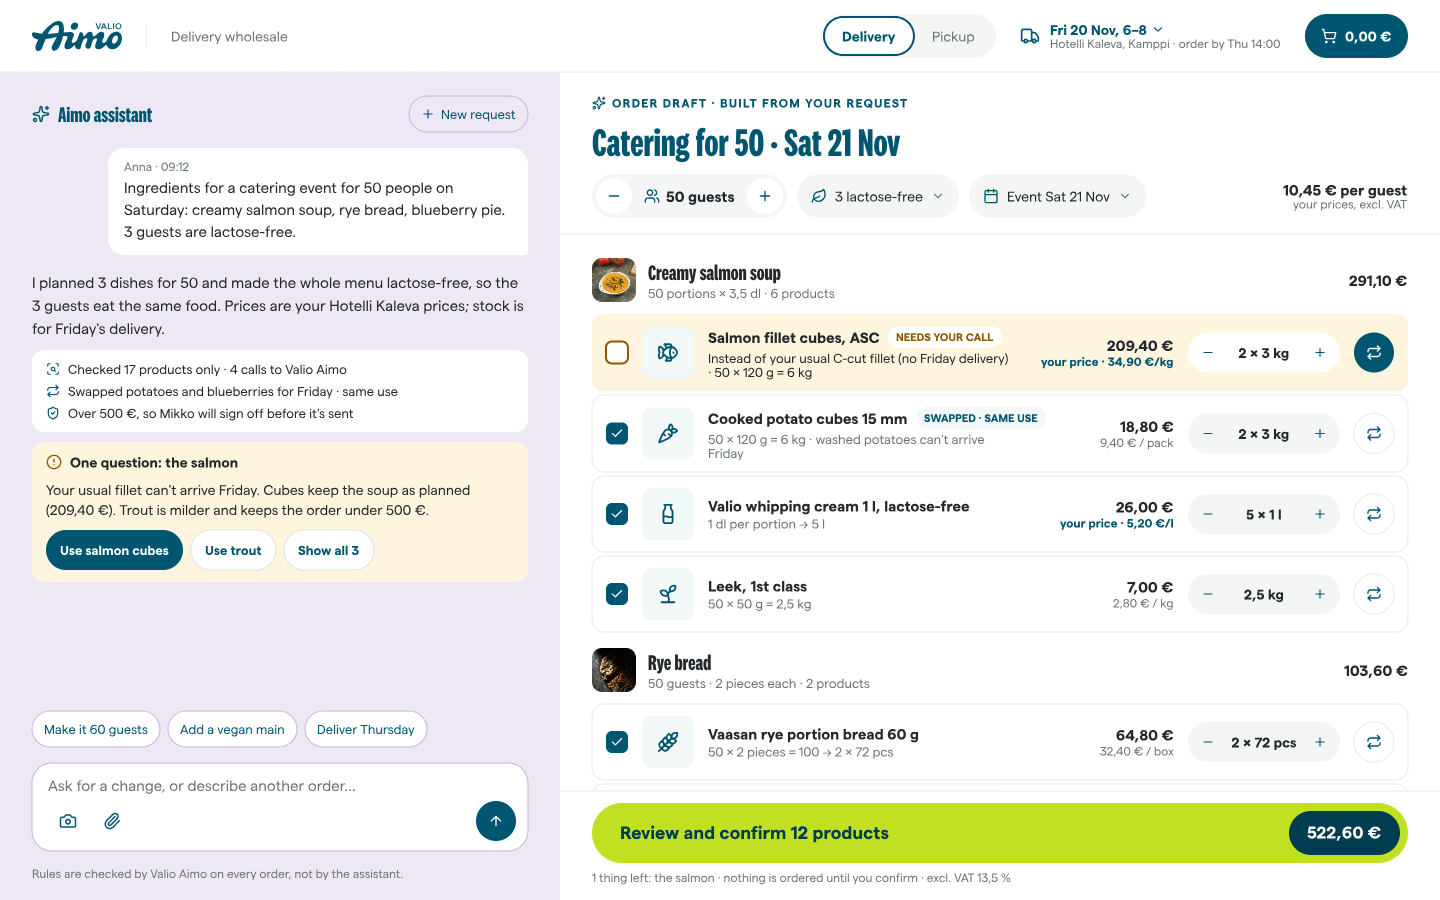 VALIO
Aimo
Delivery wholesale
Delivery
Pickup
Fri 20 Nov, 6–8
Hotelli Kaleva, Kamppi · order by Thu 14:00
0,00 €
Aimo assistant
New request
Anna · 09:12
Ingredients for a catering event for 50 people on
Saturday: creamy salmon soup, rye bread, blueberry pie.
3 guests are lactose-free.
I planned 3 dishes for 50 and made the whole menu lactose-free, so the
3 guests eat the same food. Prices are your Hotelli Kaleva prices; stock is
for Friday's delivery.
Checked 17 products only · 4 calls to Valio Aimo
Swapped potatoes and blueberries for Friday · same use
Over 500 €, so Mikko will sign off before it's sent
One question: the salmon
Your usual fillet can't arrive Friday. Cubes keep the soup as planned
(209,40 €). Trout is milder and keeps the order under 500 €.
Use salmon cubes
Use trout
Show all 3
Make it 60 guests
Add a vegan main
Deliver Thursday
Ask for a change, or describe another order...
Rules are checked by Valio Aimo on every order, not by the assistant.
ORDER DRAFT · BUILT FROM YOUR REQUEST
Catering for 50 · Sat 21 Nov
50 guests
3 lactose-free
Event Sat 21 Nov
10,45 € per guest
your prices, excl. VAT
Creamy salmon soup
50 portions × 3,5 dl · 6 products
291,10 €
Salmon fillet cubes, ASC
NEEDS YOUR CALL
Instead of your usual C-cut fillet (no Friday delivery)
· 50 × 120 g = 6 kg
209,40 €
your price · 34,90 €/kg
2 × 3 kg
Cooked potato cubes 15 mm
SWAPPED · SAME USE
50 × 120 g = 6 kg · washed potatoes can't arrive
Friday
18,80 €
9,40 € / pack
2 × 3 kg
Valio whipping cream 1 l, lactose-free
1 dl per portion → 5 l
26,00 €
your price · 5,20 €/l
5 × 1 l
Leek, 1st class
50 × 50 g = 2,5 kg
7,00 €
2,80 € / kg
2,5 kg
Rye bread
50 guests · 2 pieces each · 2 products
103,60 €
Vaasan rye portion bread 60 g
50 × 2 pieces = 100 → 2 × 72 pcs
64,80 €
32,40 € / box
2 × 72 pcs
Review and confirm 12 products
522,60 €
1 thing left: the salmon · nothing is ordered until you confirm · excl. VAT 13,5 %